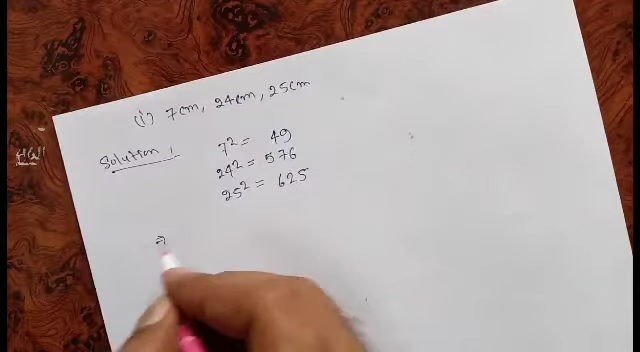 (i) 7cm, 24cm, 25cm
Solution,
7² = 49
24² = 576
25² = 625
⇒